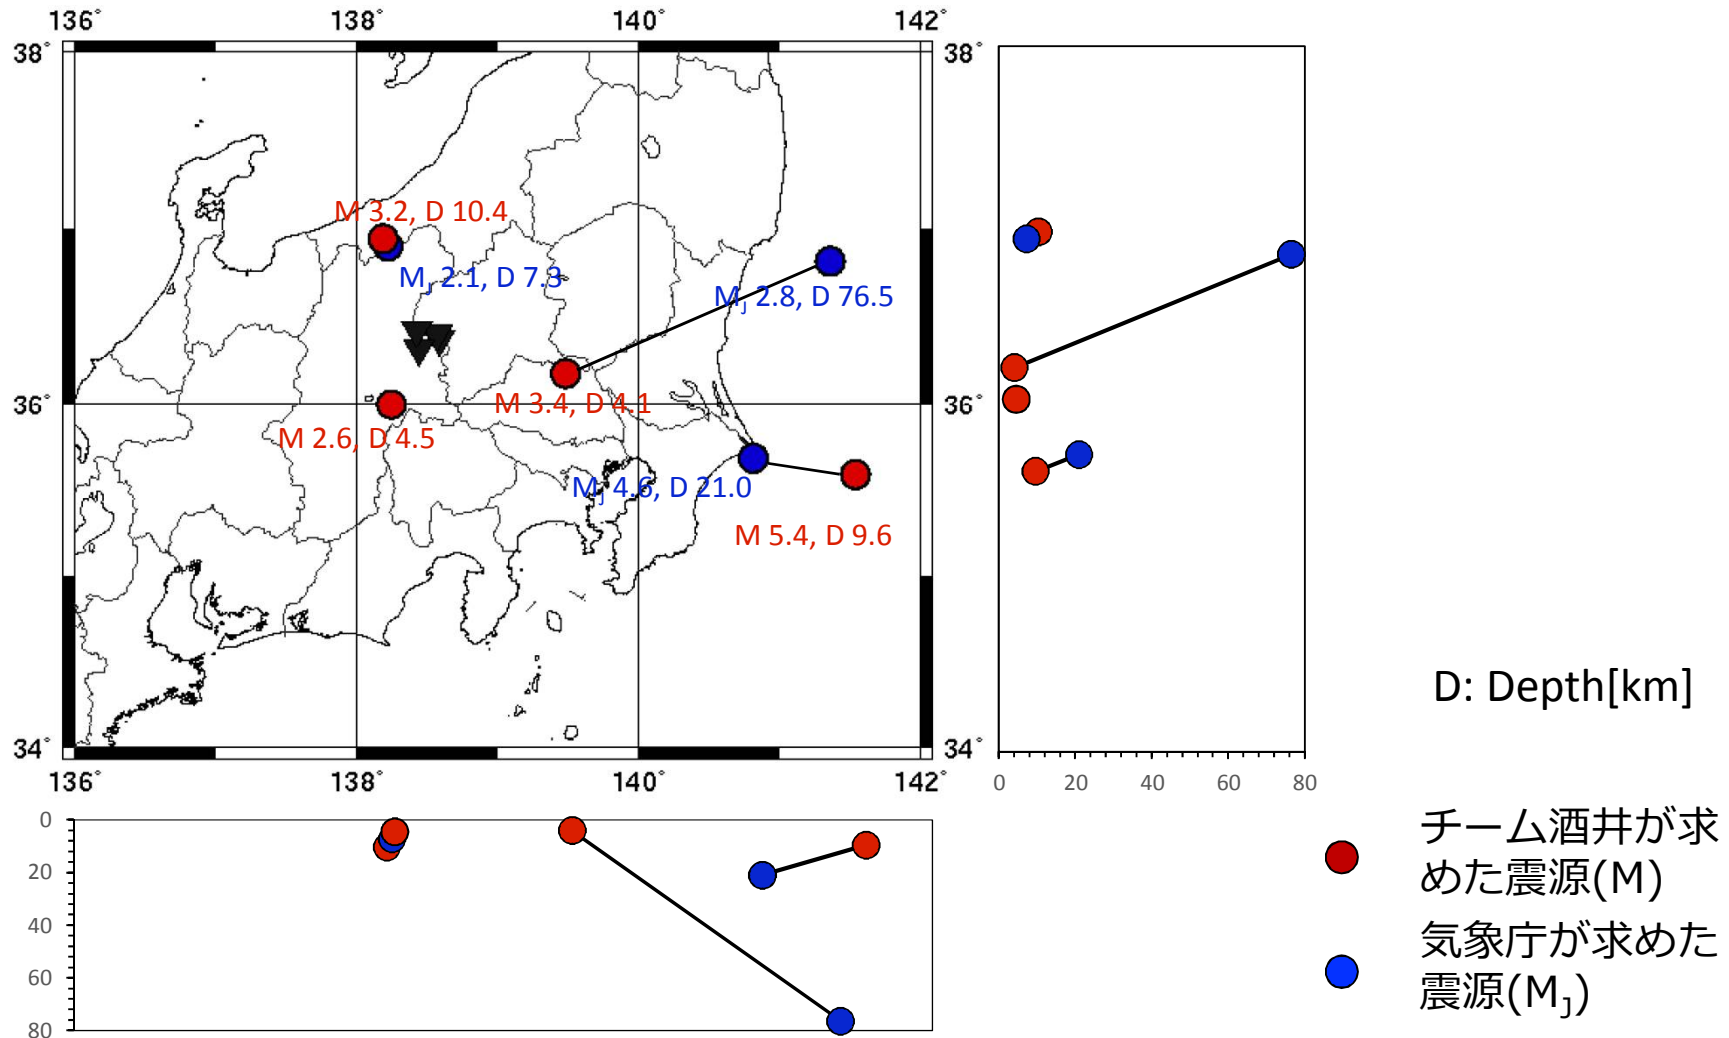 136° 138° 140° 142°
38° 38°
M 3.2, D 10.4
MJ 2.1, D 7.3
MJ 2.8, D 76.5
36° 36°
M 3.4, D 4.1
M 2.6, D 4.5
MJ 4.6, D 21.0
M 5.4, D 9.6
34° 34°
136° 138° 140° 142°
0 20 40 60 80
D: Depth[km]
0
20
40
60
80
チーム酒井が求
めた震源(M)
気象庁が求めた
震源(MJ)